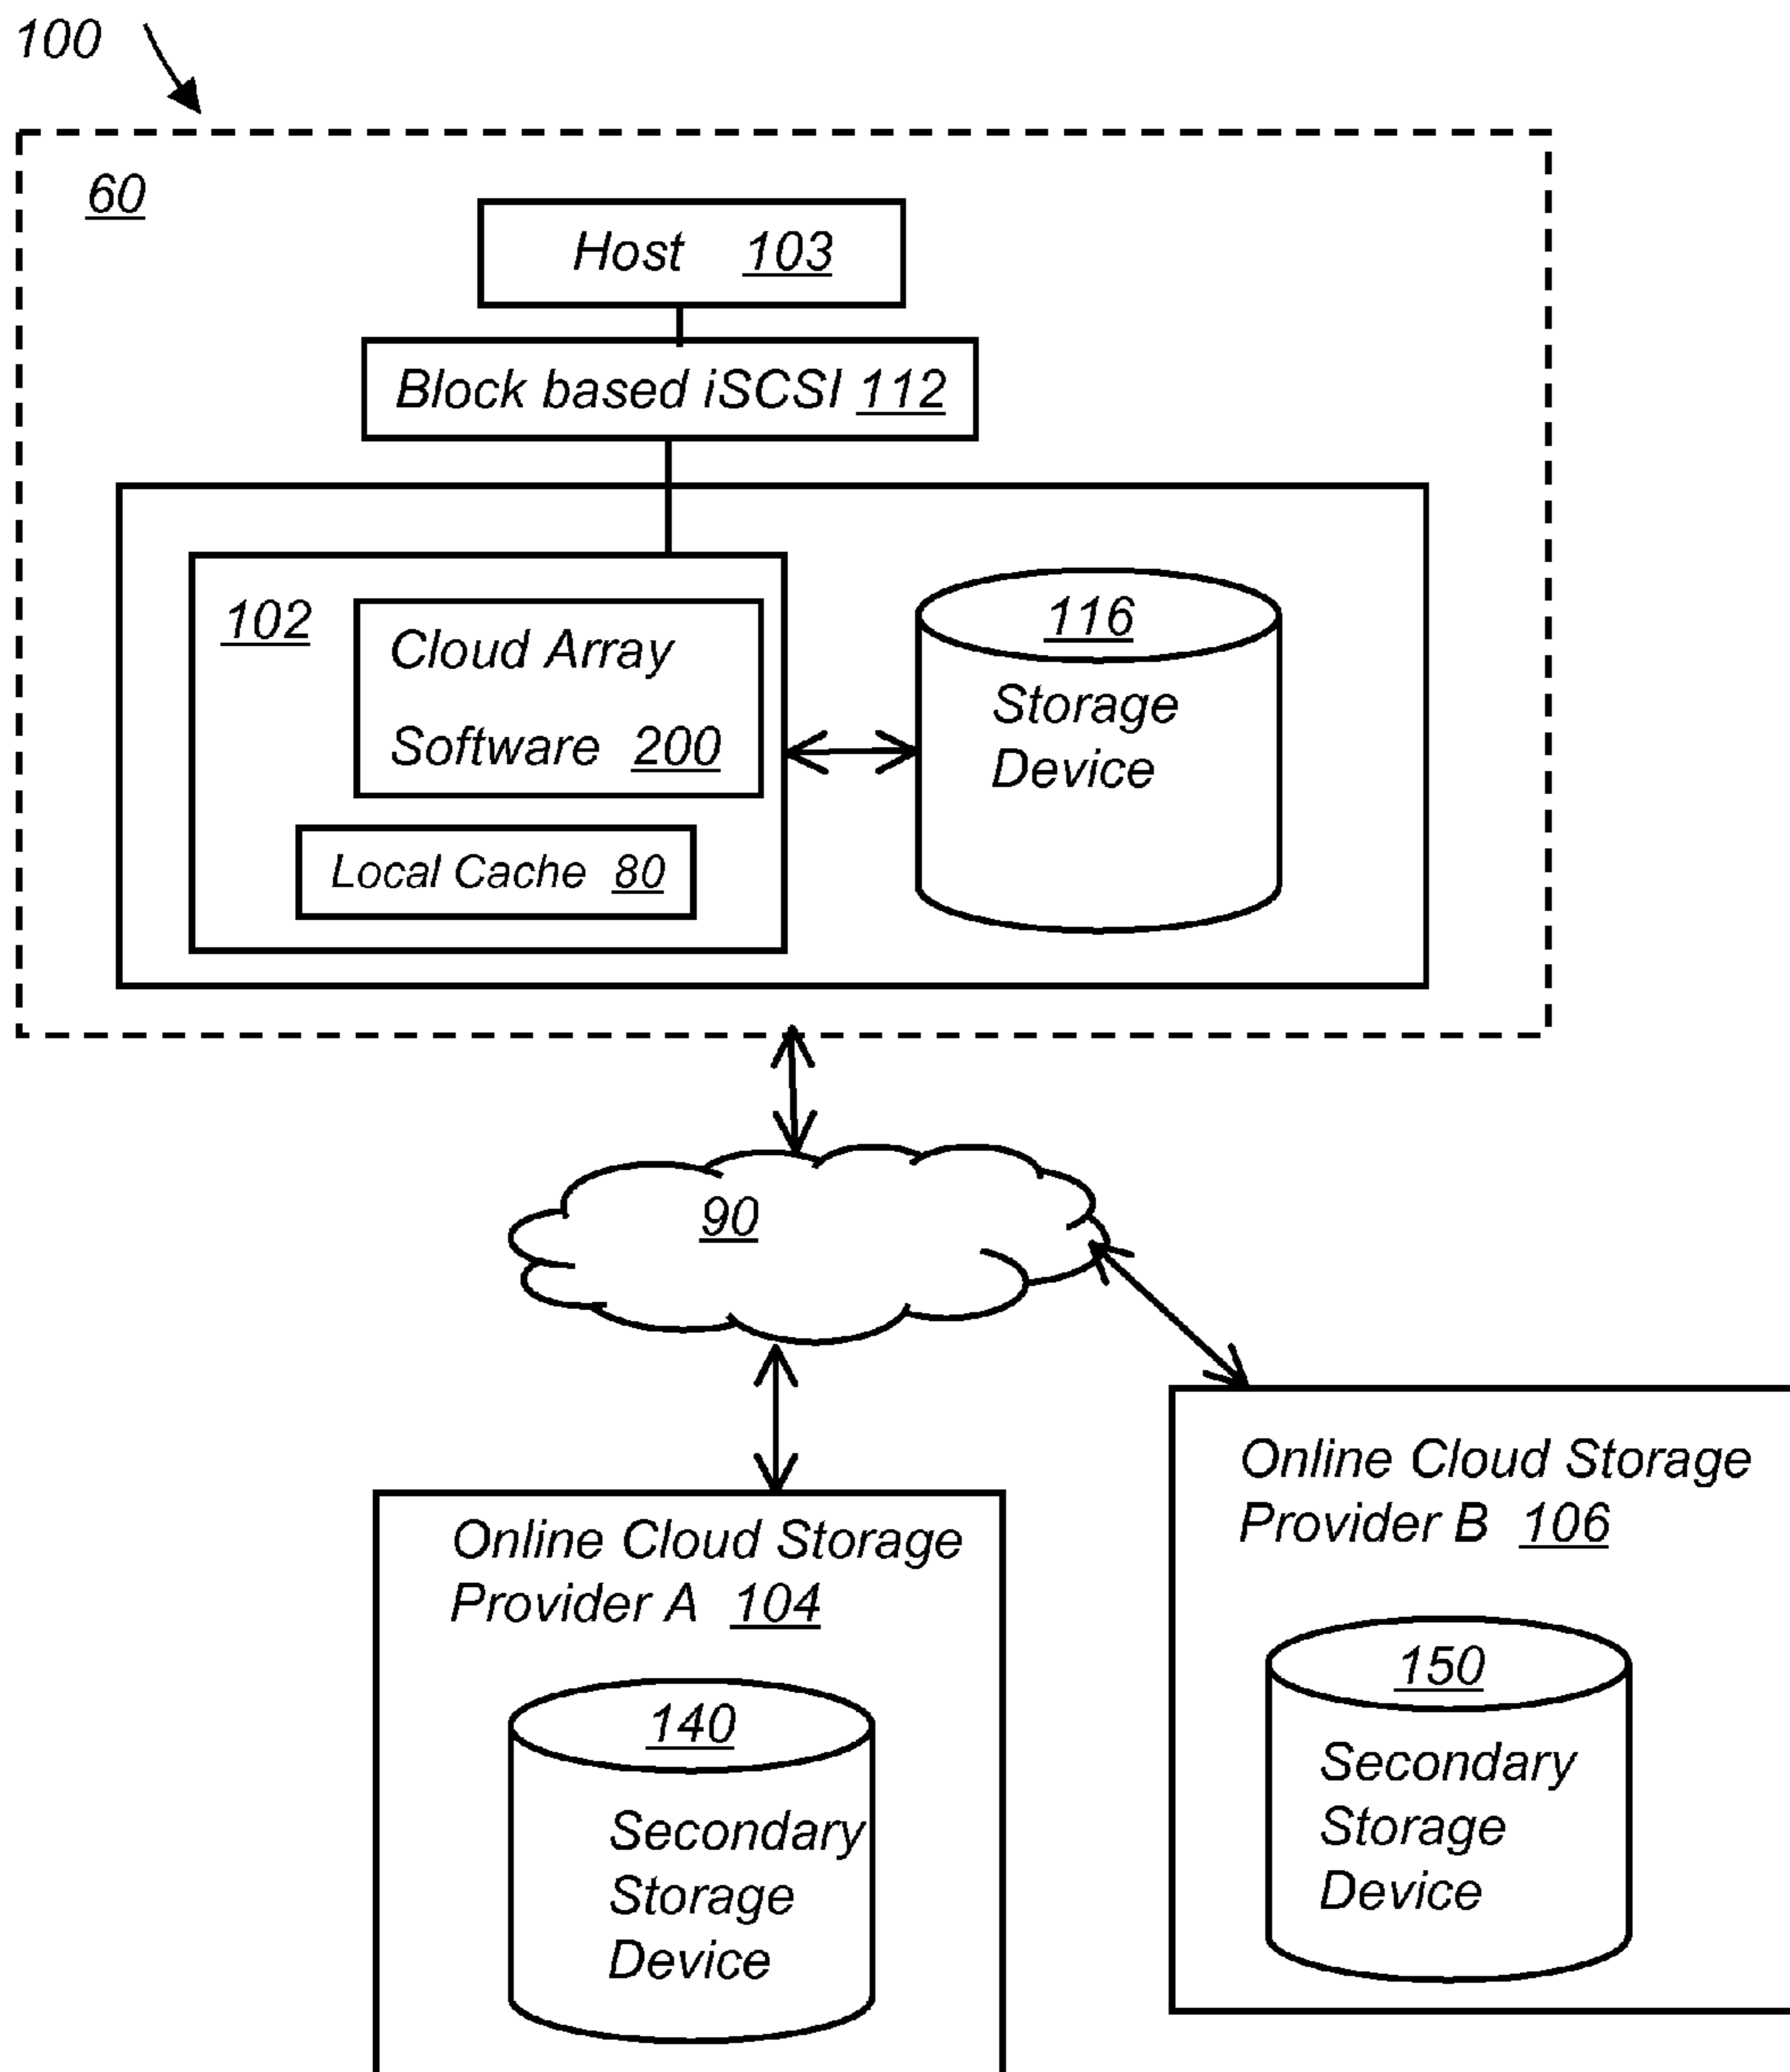 100
60
Host 103
Block based iSCSI 112
102
Cloud Array
Software 200
Local Cache 80
116
Storage
Device
90
Online Cloud Storage
Provider A 104
140
Secondary
Storage
Device
Online Cloud Storage
Provider B 106
150
Secondary
Storage
Device